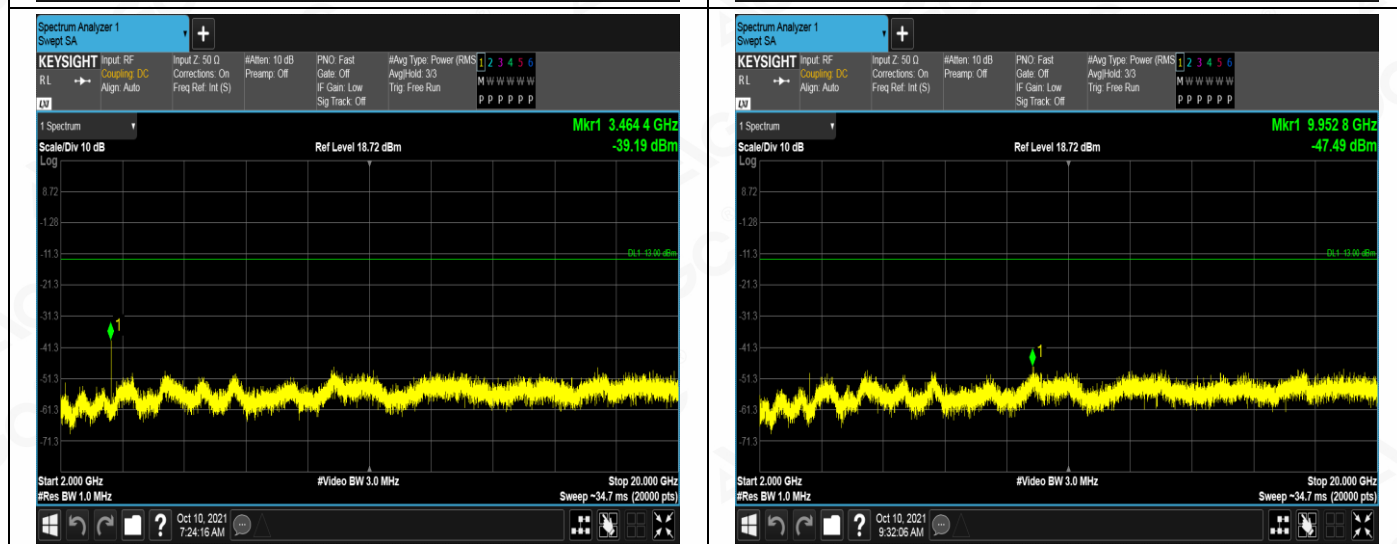 Spectrum Analyzer 1
Swept SA
+
KEYSIGHT
RL
LXI
Input: RF
Coupling: DC
Align: Auto
Input Z: 50 Ω
Corrections: On
Freq Ref: Int (S)
#Atten: 10 dB
Preamp: Off
PNO: Fast
Gate: Off
IF Gain: Low
Sig Track: Off
#Avg Type: Power (RMS
Avg|Hold: 3/3
Trig: Free Run
1 2 3 4 5 6
M W W W W W
P P P P P P
1 Spectrum
Mkr1 3.464 4 GHz
Scale/Div 10 dB
Ref Level 18.72 dBm
-39.19 dBm
Log
8.72
-1.28
-11.3
DL1 -13.00 dBm
-21.3
-31.3
1
-41.3
-51.3
-61.3
-71.3
Start 2.000 GHz
#Video BW 3.0 MHz
Stop 20.000 GHz
#Res BW 1.0 MHz
Sweep ~34.7 ms (20000 pts)
?
Oct 10, 2021
7:24:16 AM
Spectrum Analyzer 1
Swept SA
+
KEYSIGHT
RL
LXI
Input: RF
Coupling: DC
Align: Auto
Input Z: 50 Ω
Corrections: On
Freq Ref: Int (S)
#Atten: 10 dB
Preamp: Off
PNO: Fast
Gate: Off
IF Gain: Low
Sig Track: Off
#Avg Type: Power (RMS
Avg|Hold: 3/3
Trig: Free Run
1 2 3 4 5 6
M W W W W W
P P P P P P
1 Spectrum
Mkr1 9.952 8 GHz
Scale/Div 10 dB
Ref Level 18.72 dBm
-47.49 dBm
Log
8.72
-1.28
-11.3
DL1 -13.00 dBm
-21.3
-31.3
-41.3
1
-51.3
-61.3
-71.3
Start 2.000 GHz
#Video BW 3.0 MHz
Stop 20.000 GHz
#Res BW 1.0 MHz
Sweep ~34.7 ms (20000 pts)
?
Oct 10, 2021
9:32:06 AM